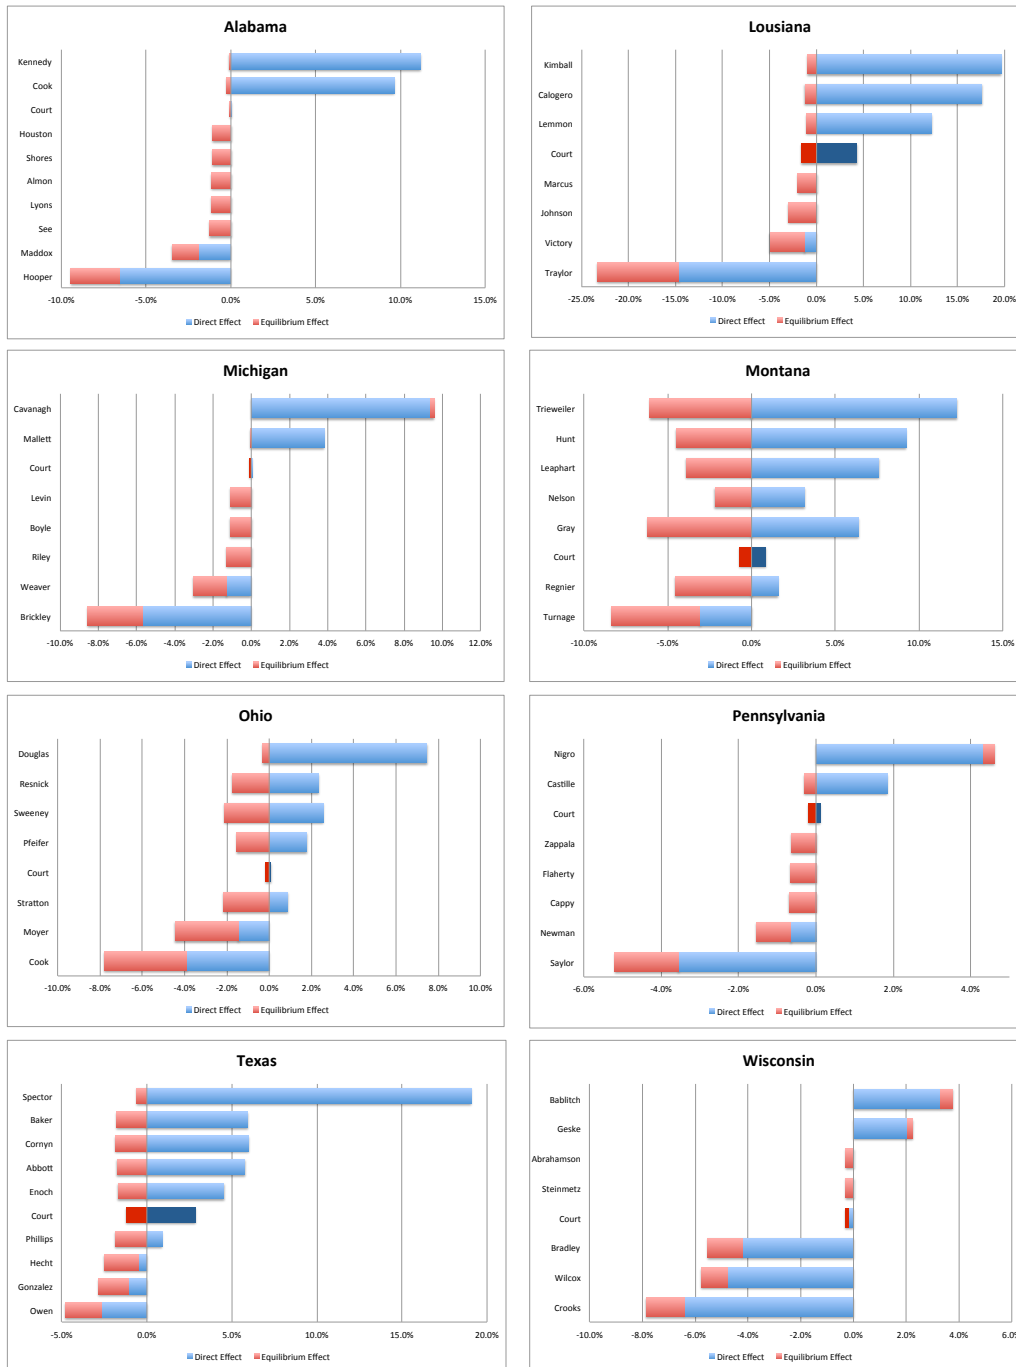 Alabama
Kennedy
Cook
Court
Houston
Shores
Almon
Lyons
See
Maddox
Hooper
-10.0% -5.0% 0.0% 5.0% 10.0% 15.0%
Direct Effect Equilibrium Effect
Lousiana
Kimball
Calogero
Lemmon
Court
Marcus
Johnson
Victory
Traylor
-25.0% -20.0% -15.0% -10.0% -5.0% 0.0% 5.0% 10.0% 15.0% 20.0%
Direct Effect Equilibrium Effect
Michigan
Cavanagh
Mallett
Court
Levin
Boyle
Riley
Weaver
Brickley
-10.0% -8.0% -6.0% -4.0% -2.0% 0.0% 2.0% 4.0% 6.0% 8.0% 10.0% 12.0%
Direct Effect Equilibrium Effect
Montana
Trieweiler
Hunt
Leaphart
Nelson
Gray
Court
Regnier
Turnage
-10.0% -5.0% 0.0% 5.0% 10.0% 15.0%
Direct Effect Equilibrium Effect
Ohio
Douglas
Resnick
Sweeney
Pfeifer
Court
Stratton
Moyer
Cook
-10.0% -8.0% -6.0% -4.0% -2.0% 0.0% 2.0% 4.0% 6.0% 8.0% 10.0%
Direct Effect Equilibrium Effect
Pennsylvania
Nigro
Castille
Court
Zappala
Flaherty
Cappy
Newman
Saylor
-6.0% -4.0% -2.0% 0.0% 2.0% 4.0%
Direct Effect Equilibrium Effect
Texas
Spector
Baker
Cornyn
Abbott
Enoch
Court
Phillips
Hecht
Gonzalez
Owen
-5.0% 0.0% 5.0% 10.0% 15.0% 20.0%
Direct Effect Equilibrium Effect
Wisconsin
Bablitch
Geske
Abrahamson
Steinmetz
Court
Bradley
Wilcox
Crooks
-10.0% -8.0% -6.0% -4.0% -2.0% 0.0% 2.0% 4.0% 6.0%
Direct Effect Equilibrium Effect